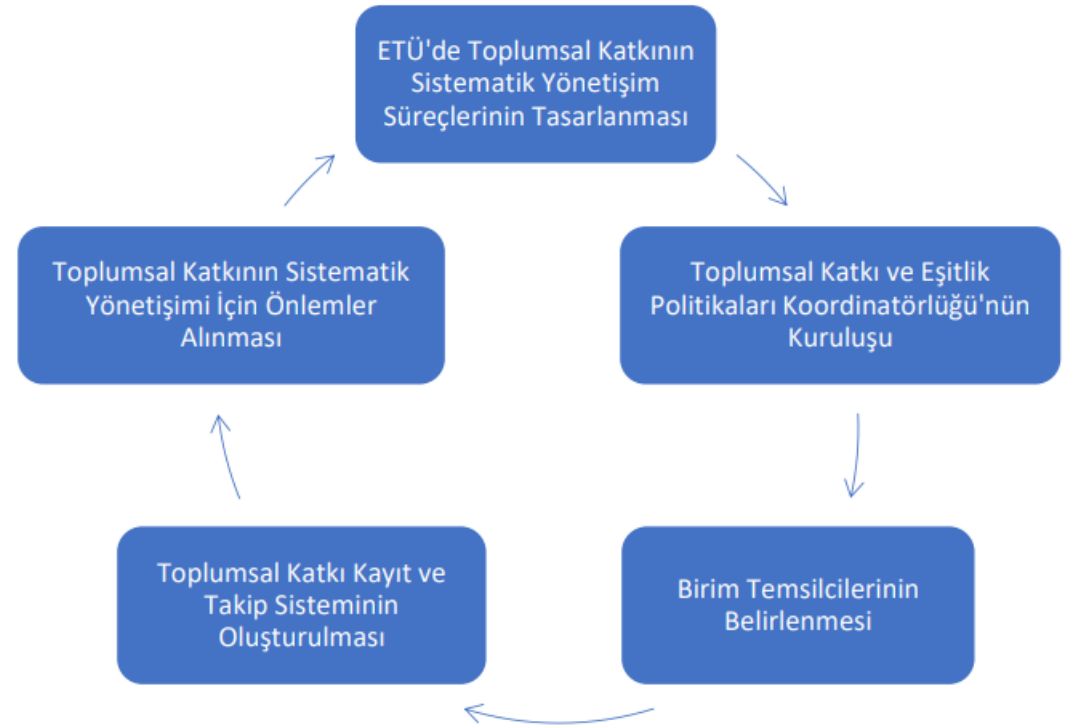 ETÜ'de Toplumsal Katkının
Sistematik Yönetişim
Süreçlerinin Tasarlanması
Toplumsal Katkı ve Eşitlik
Politikaları Koordinatörlüğü'nün
Kuruluşu
Birim Temsilcilerinin
Belirlenmesi
Toplumsal Katkı Kayıt ve
Takip Sisteminin
Oluşturulması
Toplumsal Katkının Sistematik
Yönetişimi İçin Önlemler
Alınması